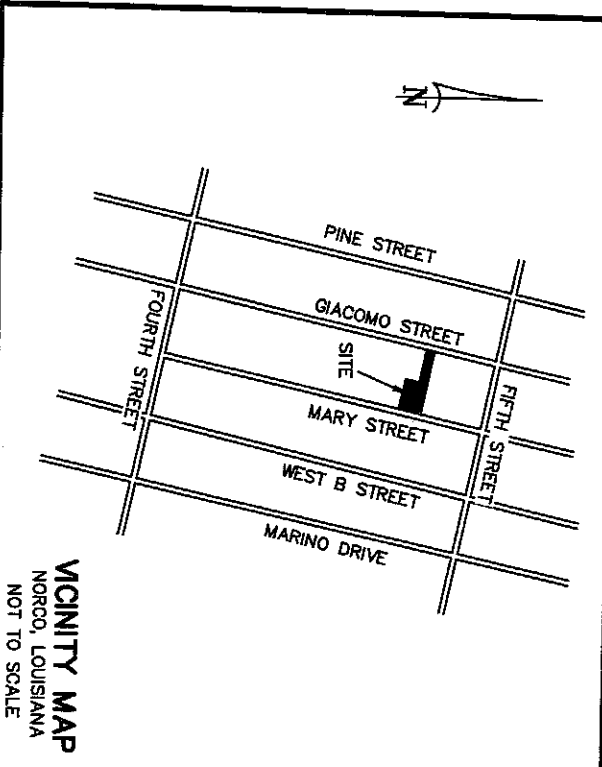 N
PINE STREET
GIACOMO STREET
SITE
MARY STREET
WEST B STREET
MARINO DRIVE
FOURTH STREET
FIFTH STREET
VICINITY MAP
NORCO, LOUISIANA
NOT TO SCALE